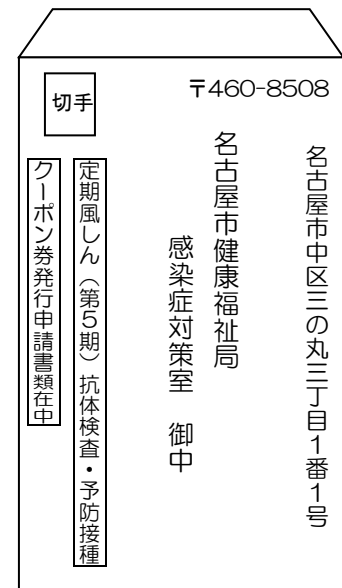 切手
〒460-8508
名古屋市中区三の丸三丁目1番1号
名古屋市健康福祉局
感染症対策室 御中
定期風しん（第5期）抗体検査・予防接種
クーポン券発行申請書類在中